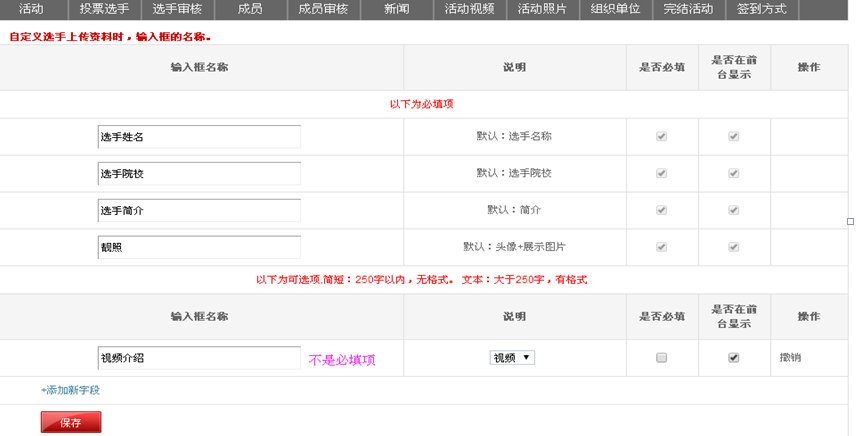 活动 投票选手 选手审核 成员 成员审核 新闻 活动视频 活动照片 组织单位 完结活动 签到方式
自定义选手上传资料时，输入框的名称。
输入框名称 说明 是否必填 是否在前台显示 操作
以下为必填项
选手姓名 默认：选手名称
选手院校 默认：选手院校
选手简介 默认：简介
靓照 默认：头像+展示图片
以下为可选项,简短：250字以内，无格式。 文本：大于250字，有格式
输入框名称 说明 是否必填 是否在前台显示 操作
视频介绍 不是必填项 视频 撤销
+添加新字段
保存